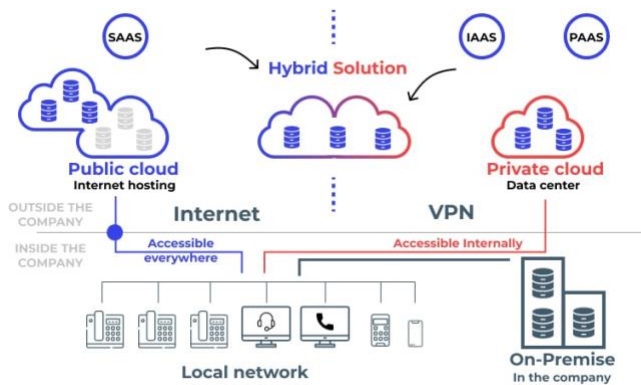 SAAS
IAAS
PAAS
Hybrid Solution
Public cloud
Internet hosting
Private cloud
Data center
OUTSIDE THE
COMPANY
Internet
VPN
INSIDE THE
COMPANY
Accessible
everywhere
Accessible Internally
Local network
On-Premise
In the company